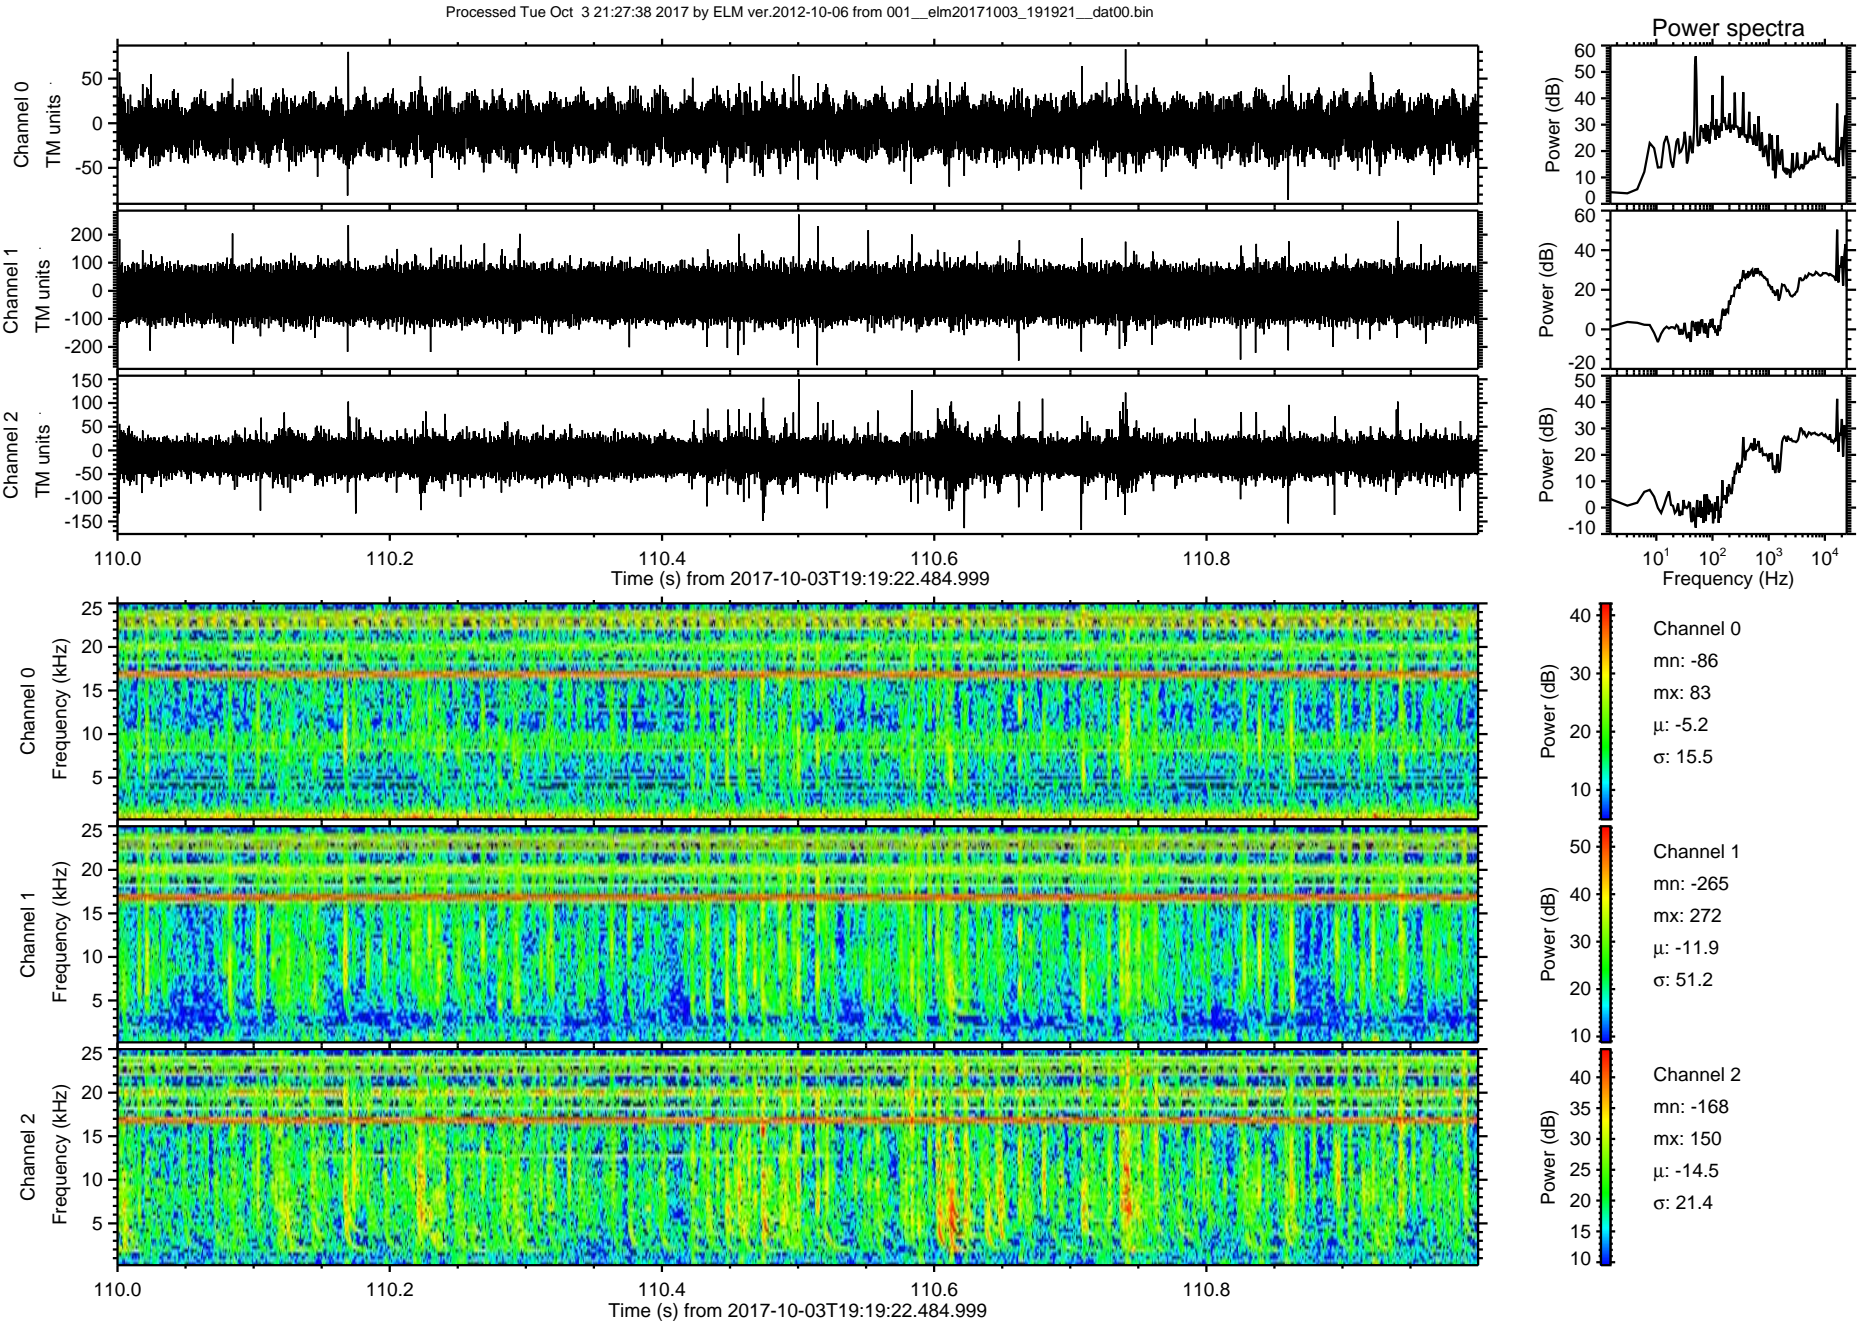 Processed Tue Oct 3 21:27:38 2017 by ELM ver.2012-10-06 from 001__elm20171003_191921__dat00.bin
Power spectra
Channel 0
TM units
50
0
-50
Power (dB)
60
50
40
30
20
10
0
Channel 1
TM units
200
100
0
-100
-200
Power (dB)
60
40
20
0
-20
Channel 2
TM units
150
100
50
0
-50
-100
-150
Power (dB)
50
40
30
20
10
0
-10
110.0 110.2 110.4 110.6 110.8
Time (s) from 2017-10-03T19:19:22.484.999
10^1 10^2 10^3 10^4
Frequency (Hz)
Channel 0
Frequency (kHz)
25
20
15
10
5
Power (dB)
40
30
20
10
Channel 0
mn: -86
mx: 83
μ: -5.2
σ: 15.5
Channel 1
Frequency (kHz)
25
20
15
10
5
Power (dB)
50
40
30
20
10
Channel 1
mn: -265
mx: 272
μ: -11.9
σ: 51.2
Channel 2
Frequency (kHz)
25
20
15
10
5
Power (dB)
40
35
30
25
20
15
10
Channel 2
mn: -168
mx: 150
μ: -14.5
σ: 21.4
110.0 110.2 110.4 110.6 110.8
Time (s) from 2017-10-03T19:19:22.484.999